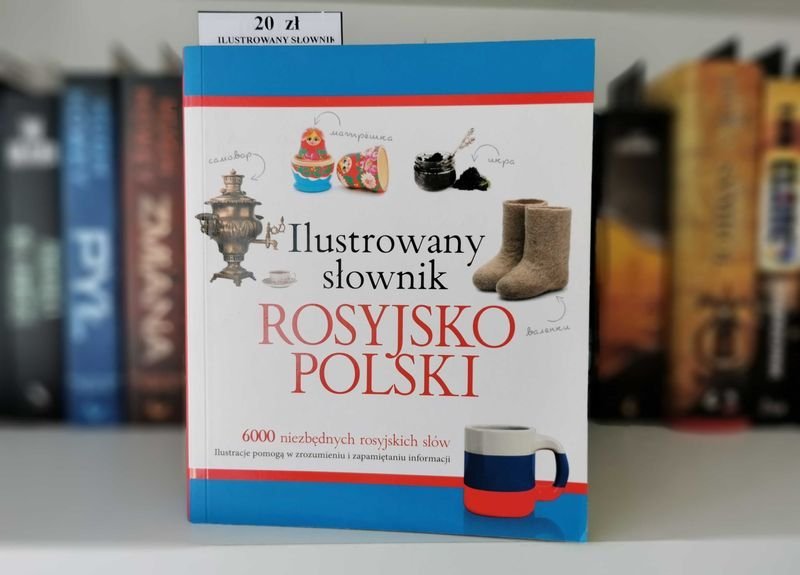 20 zł
ILUSTROWANY SŁOWNIK
матрёшка
самовар
икра
Ilustrowany
słownik
ROSYJSKO
POLSKI
валенки
6000 niezbędnych rosyjskich słów
Ilustracje pomogą w zrozumieniu i zapamiętaniu informacji
PYŁ
ZMIANA